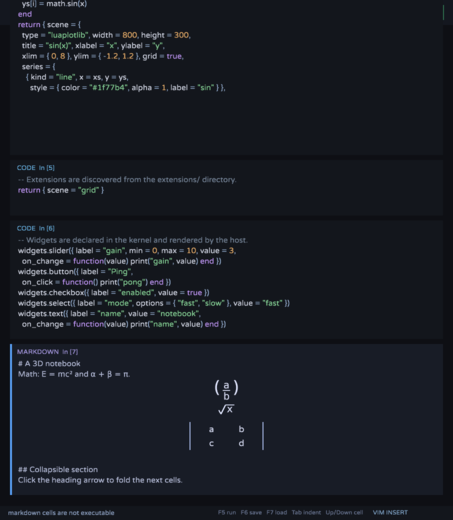 ys[i] = math.sin(x)
end
return { scene = {
type = "luaplotlib", width = 800, height = 300,
title = "sin(x)", xlabel = "x", ylabel = "y",
xlim = { 0, 8 }, ylim = { -1.2, 1.2 }, grid = true,
series = {
{ kind = "line", x = xs, y = ys,
style = { color = "#1f77b4", alpha = 1, label = "sin" } },
CODE In [5]
-- Extensions are discovered from the extensions/ directory.
return { scene = "grid" }
CODE In [6]
-- Widgets are declared in the kernel and rendered by the host.
widgets.slider({ label = "gain", min = 0, max = 10, value = 3,
on_change = function(value) print("gain", value) end })
widgets.button({ label = "Ping",
on_click = function() print("pong") end })
widgets.checkbox({ label = "enabled", value = true })
widgets.select({ label = "mode", options = { "fast", "slow" }, value = "fast" })
widgets.text({ label = "name", value = "notebook",
on_change = function(value) print("name", value) end })
MARKDOWN In [7]
# A 3D notebook
Math: E = mc² and α + β = π.
(a/b)
√x
a b
c d
## Collapsible section
Click the heading arrow to fold the next cells.
markdown cells are not executable F5 run F6 save F7 load Tab indent Up/Down cell VIM INSERT